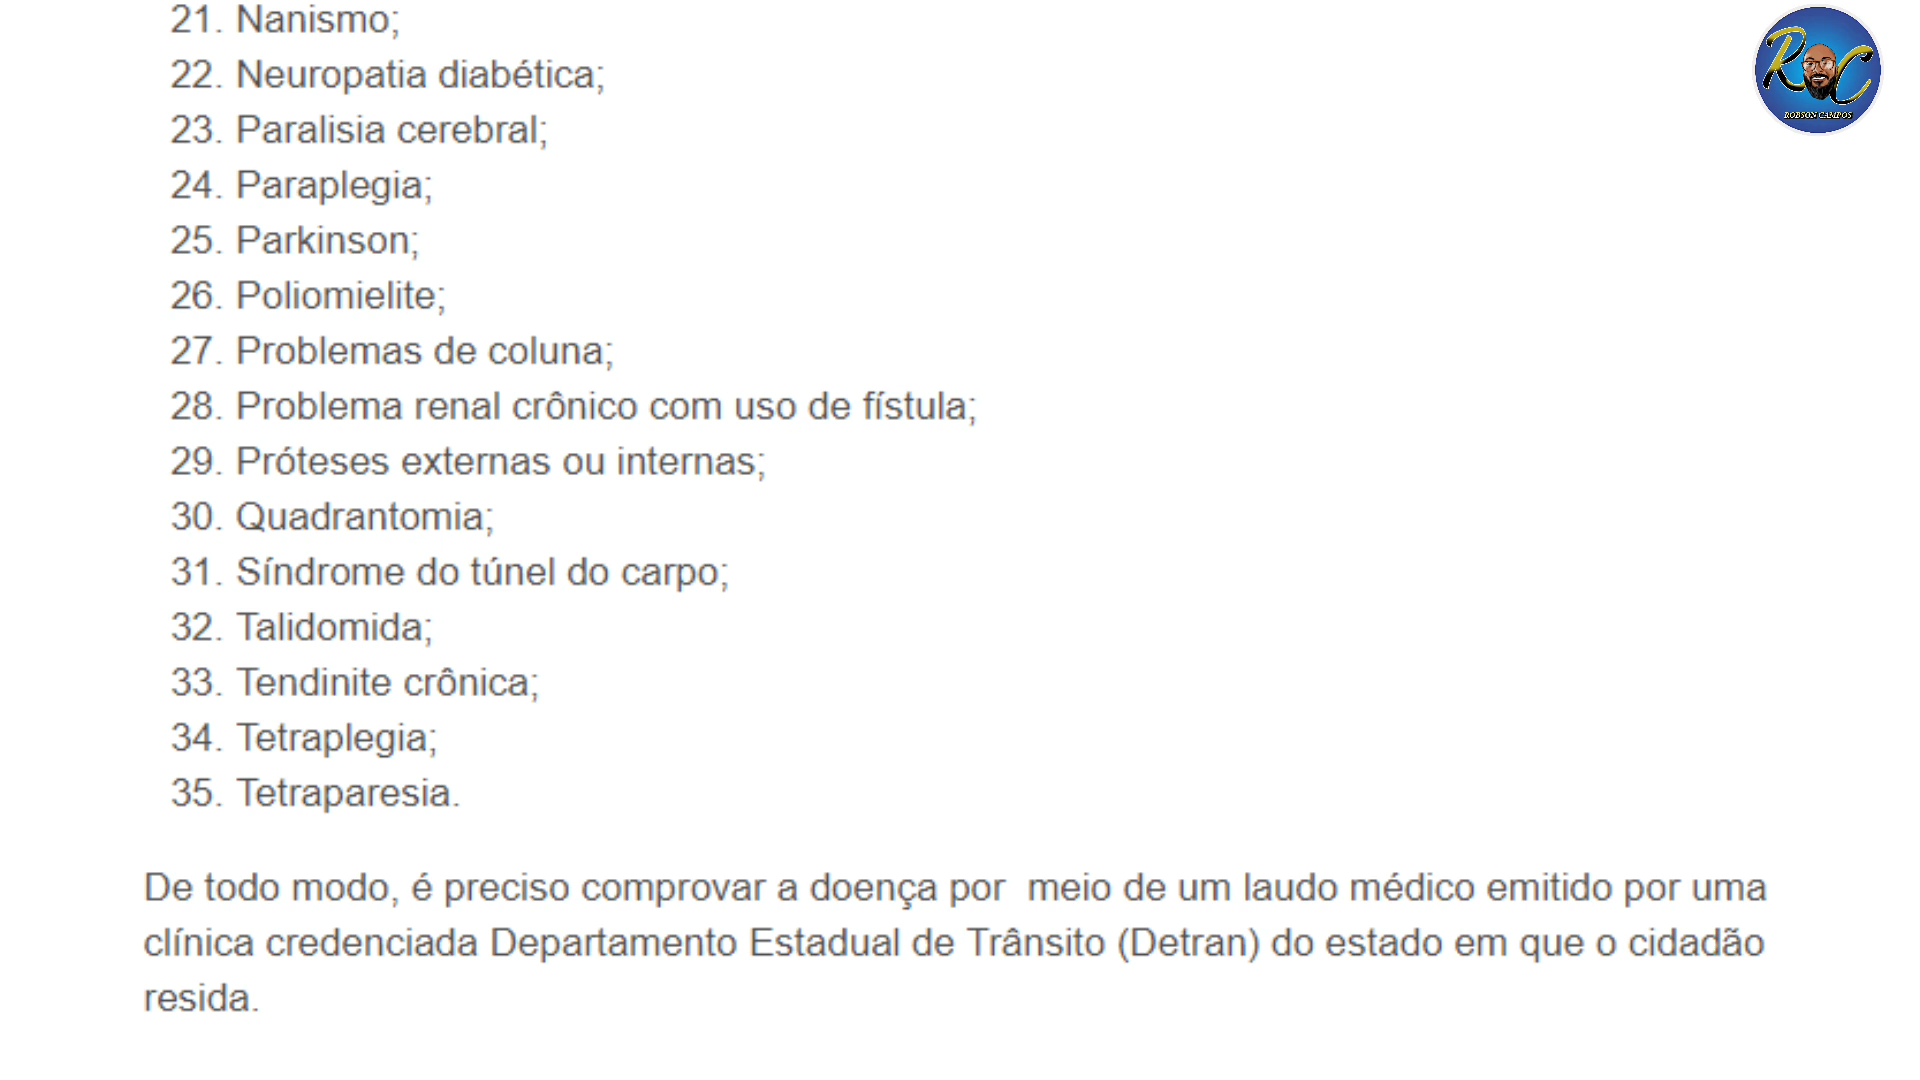 21. Nanismo;
22. Neuropatia diabética;
23. Paralisia cerebral;
24. Paraplegia;
25. Parkinson;
26. Poliomielite;
27. Problemas de coluna;
28. Problema renal crônico com uso de fístula;
29. Próteses externas ou internas;
30. Quadrantomia;
31. Síndrome do túnel do carpo;
32. Talidomida;
33. Tendinite crônica;
34. Tetraplegia;
35. Tetraparesia.
De todo modo, é preciso comprovar a doença por  meio de um laudo médico emitido por uma
clínica credenciada Departamento Estadual de Trânsito (Detran) do estado em que o cidadão
resida.
R C
ROBSON CAMPOS